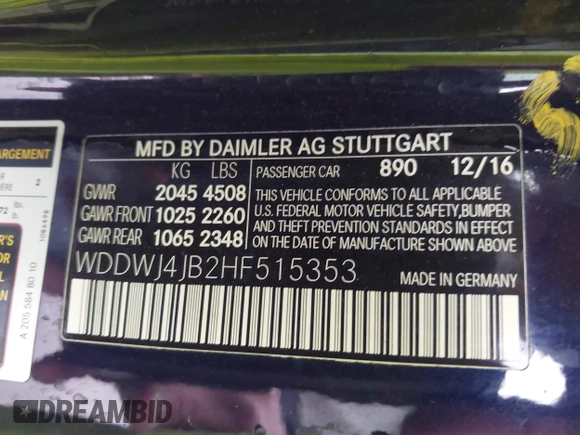 MFD BY DAIMLER AG STUTTGART
KG LBS
GVWR 2045 4508
GAWR FRONT 1025 2260
GAWR REAR 1065 2348
PASSENGER CAR 890 12/16
THIS VEHICLE CONFORMS TO ALL APPLICABLE
U.S. FEDERAL MOTOR VEHICLE SAFETY,BUMPER
AND THEFT PREVENTION STANDARDS IN EFFECT
ON THE DATE OF MANUFACTURE SHOWN ABOVE
WDDWJ4JB2HF515353
MADE IN GERMANY
ARGEMENT
2
A 205 584 80 10
DREAMBID